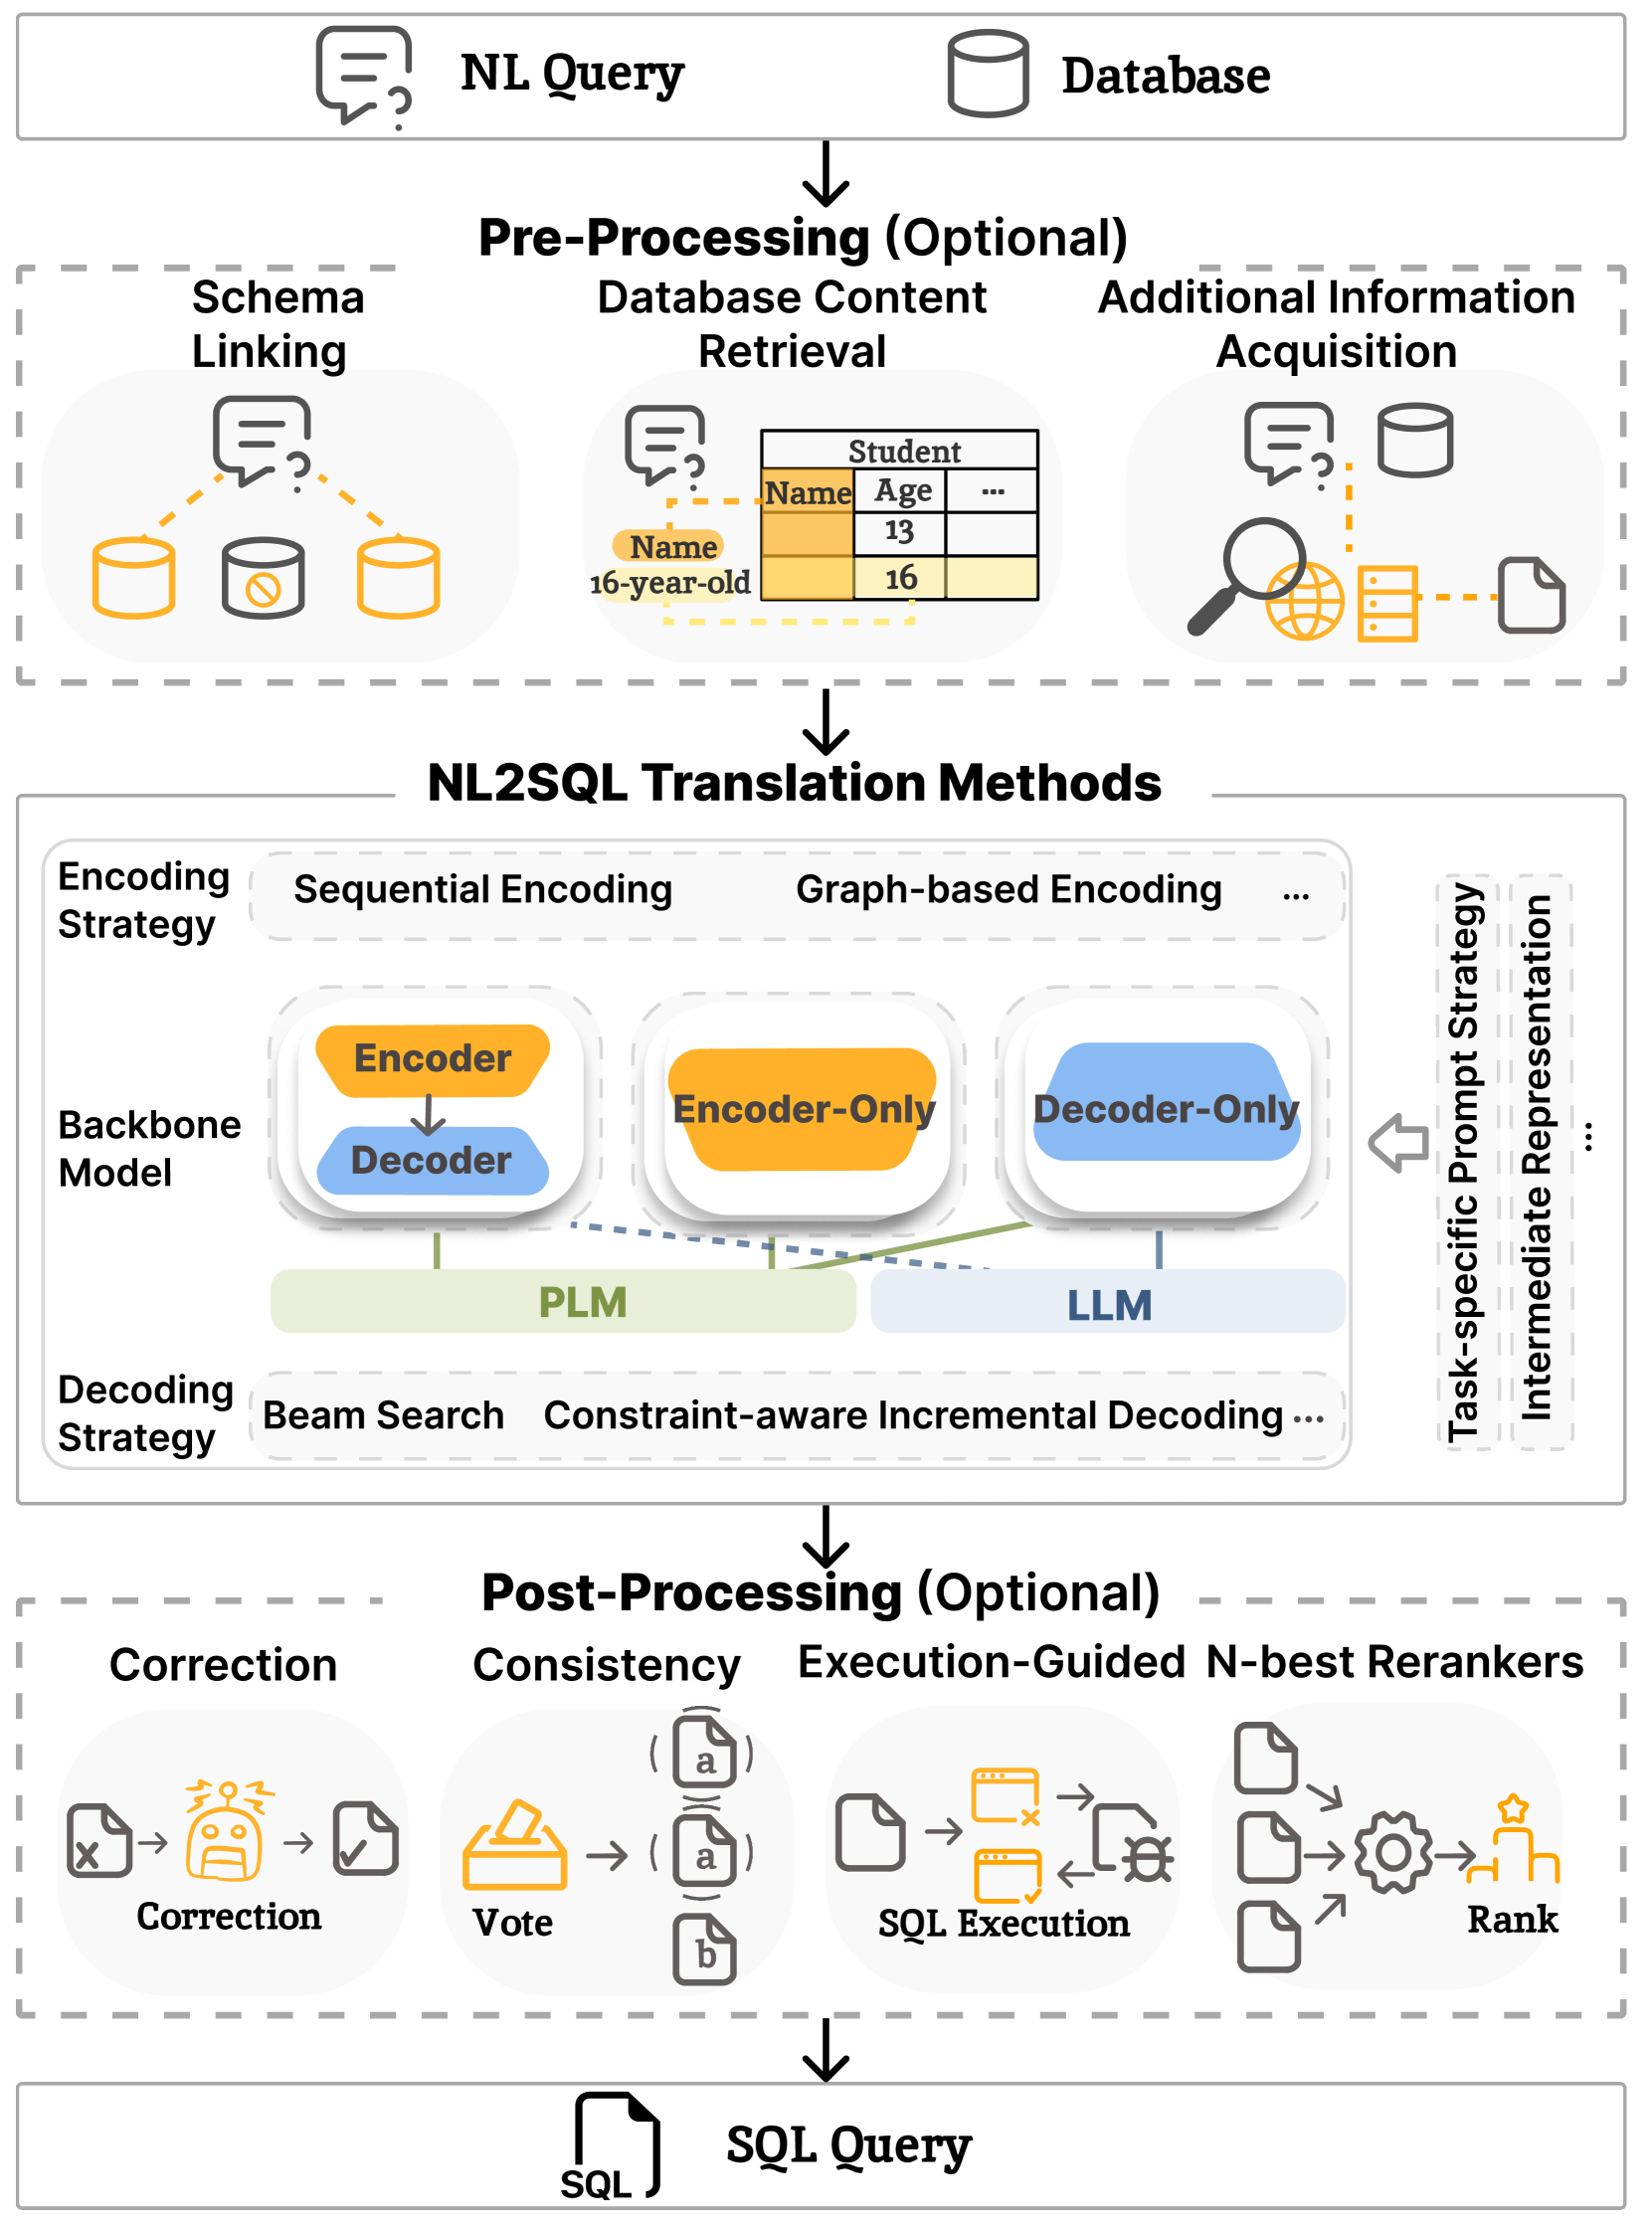 NL Query
Database
Pre-Processing (Optional)
Schema
Linking
Database Content
Retrieval
Additional Information
Acquisition
Student
Name
Age
...
13
16
Name
16-year-old
NL2SQL Translation Methods
Encoding
Strategy
Sequential Encoding
Graph-based Encoding
...
Backbone
Model
Encoder
Decoder
Encoder-Only
Decoder-Only
PLM
LLM
Decoding
Strategy
Beam Search
Constraint-aware Incremental Decoding
...
Task-specific Prompt Strategy
Intermediate Representation
...
Post-Processing (Optional)
Correction
Consistency
Execution-Guided
N-best Rerankers
Correction
Vote
a
a
b
SQL Execution
Rank
SQL
SQL Query